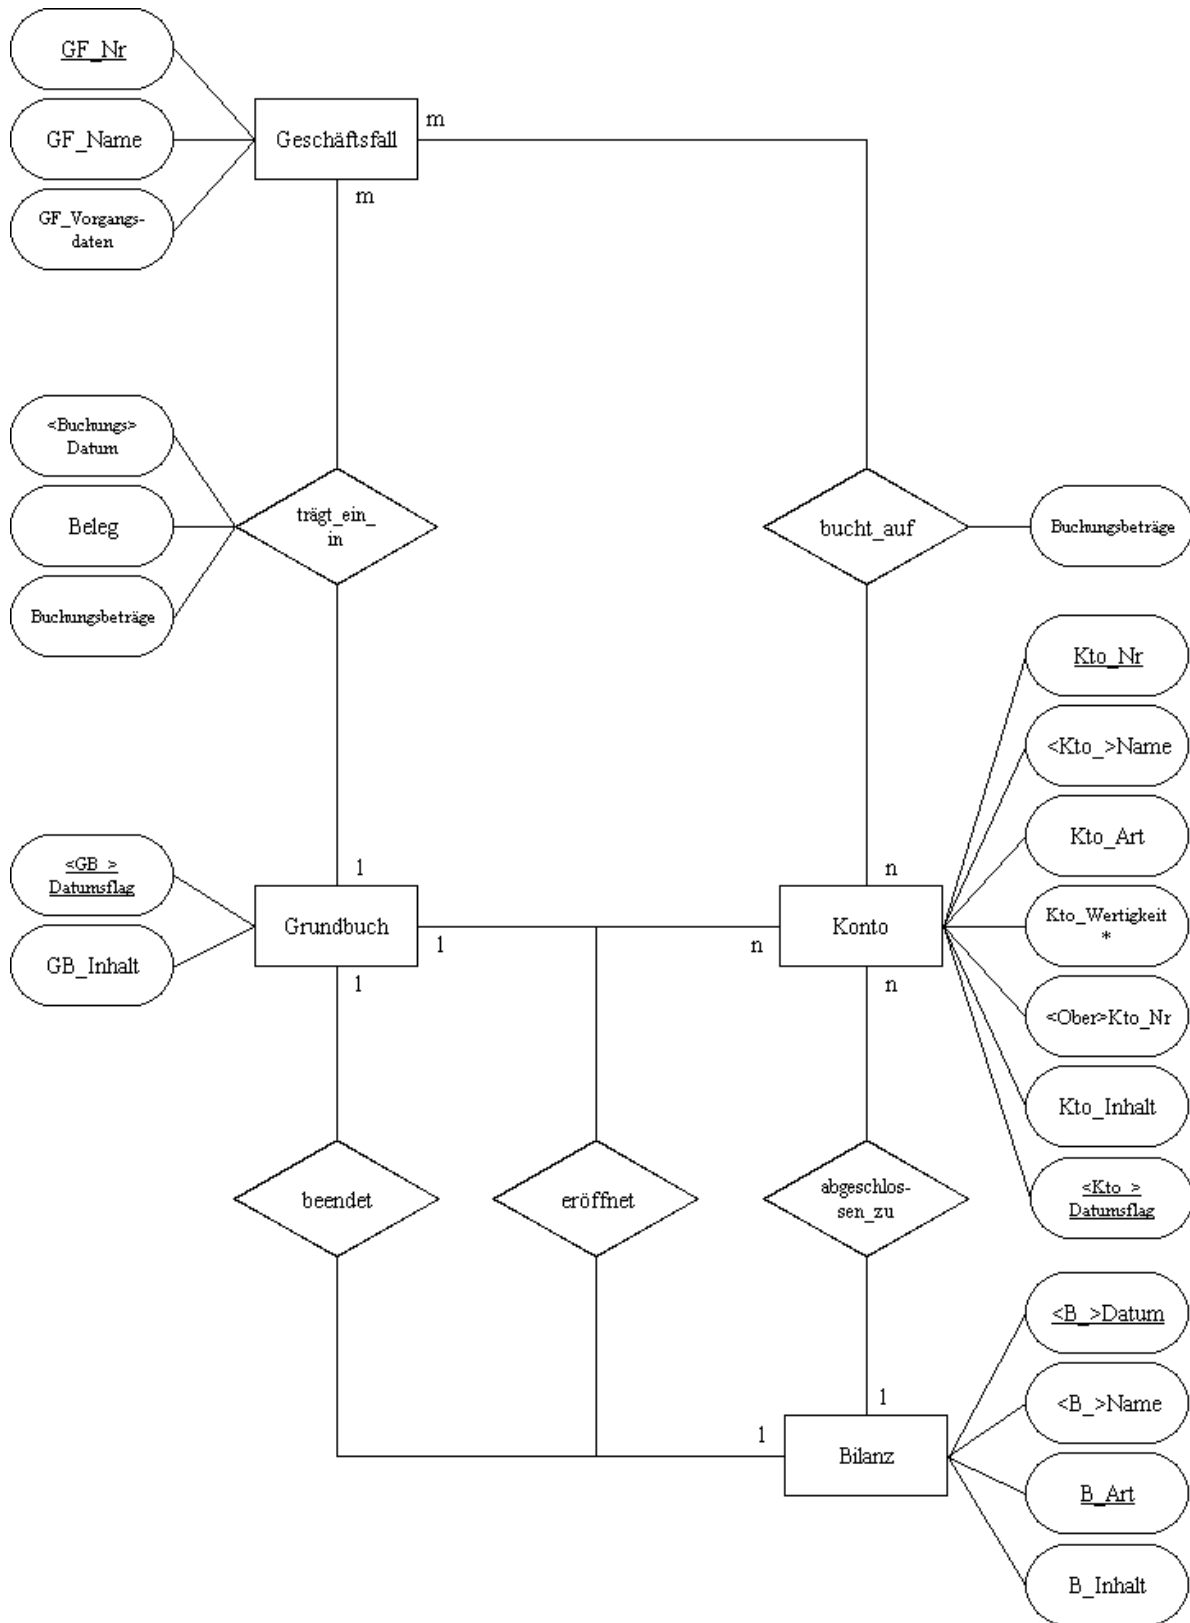 GF_Nr
GF_Name
GF_Vorgangs-
daten
Geschäftsfall
m
m
<Buchungs>
Datum
Beleg
Buchungsbeträge
trägt_ein_
in
bucht_auf
Buchungsbeträge
Kto_Nr
<Kto_>Name
Kto_Art
Kto_Wertigkeit
*
<Ober>Kto_Nr
Kto_Inhalt
<Kto_>
Datumsflag
<GB_>
Datumsflag
GB_Inhalt
1
Grundbuch
1
1
n
n
Konto
n
beendet
eröffnet
abgeschlos-
sen_zu
1
1
Bilanz
<B_>Datum
<B_>Name
B_Art
B_Inhalt